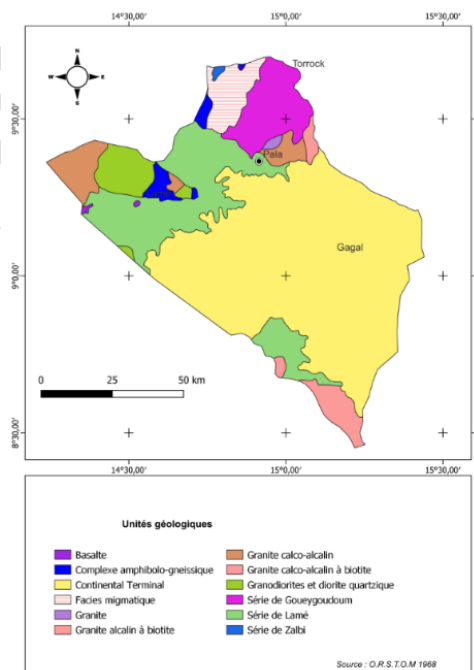 14°30,00' 15°0,00' 15°30,00'
N
W E
S
Torrock
9°30,00'
Pala
Gagal
9°0,00'
0 25 50 km
8°30,00'
14°30,00' 15°0,00' 15°30,00'
Unités géologiques
Basalte
Complexe amphibolo-gneissique
Continental Terminal
Facies migmatique
Granite
Granite alcalin à biotite
Granite calco-alcalin
Granite calco-alcalin à biotite
Granodiorites et diorite quartzique
Série de Goueygoudoum
Série de Lamé
Série de Zalbi
Source : O.R.S.T.O.M 1968